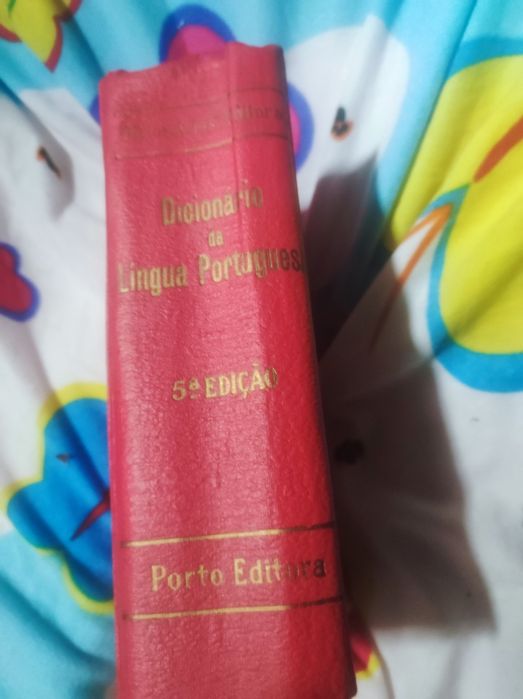 Dicionário
da
Língua Portuguesa
5ª EDIÇÃO
Porto Editora